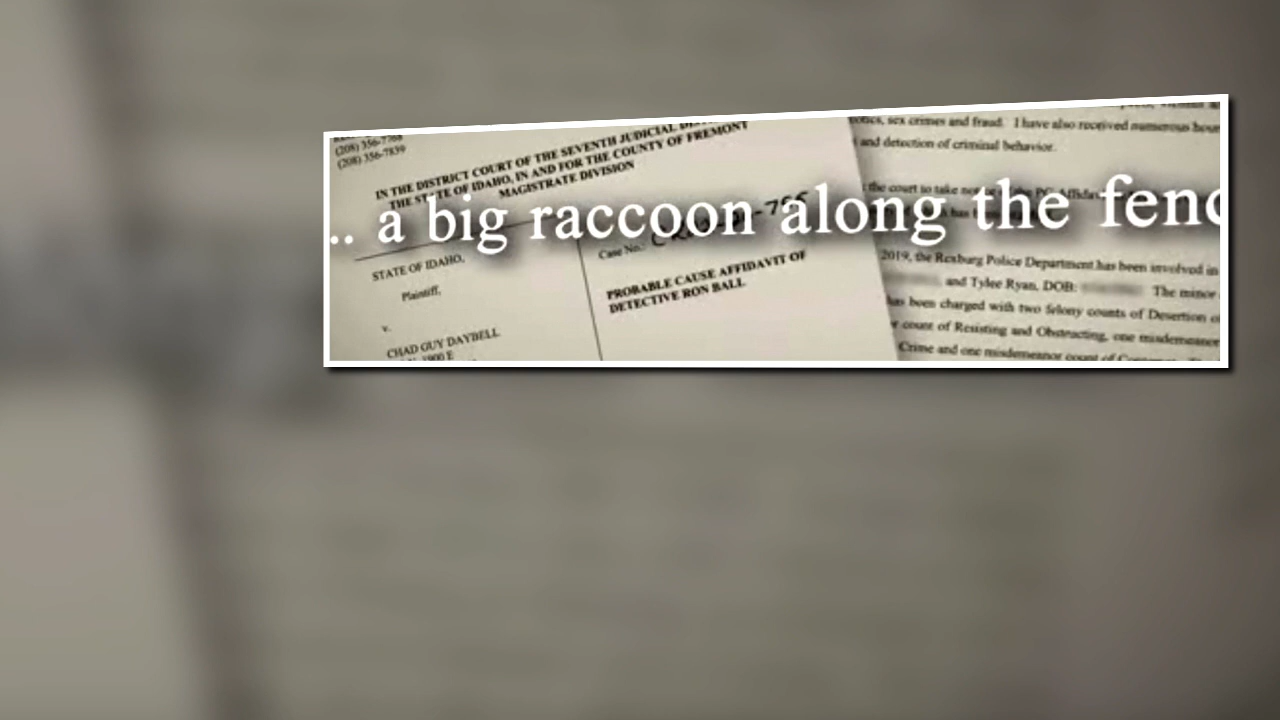 (208) 356-7768
(208) 356-7839
IN THE DISTRICT COURT OF THE SEVENTH JUDICIAL
THE STATE OF IDAHO, IN AND FOR THE COUNTY OF FREMONT
MAGISTRATE DIVISION
.. a big raccoon along the fenc
STATE OF IDAHO,
Plaintiff,
v.
CHAD GUY DAYBELL
Case No.:
PROBABLE CAUSE AFFIDAVIT OF
DETECTIVE RON BALL
sex crimes and fraud. I have also received numerous hour
and detection of criminal behavior.
the court to take
2019, the Rexburg Police Department has been involved in
and Tylee Ryan, DOB: The minor
has been charged with two felony counts of Desertion
count of Resisting and Obstructing, one misdemeanor
Crime and one misdemeanor count of